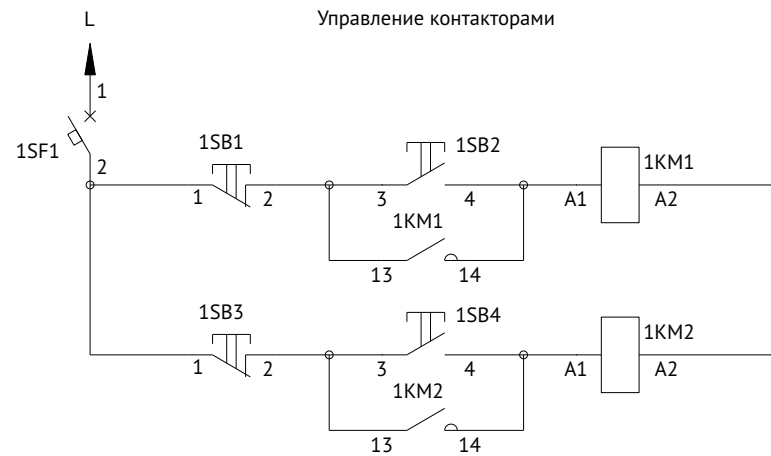 L
Управление контакторами
1
1SF1
2
1SB1
1SB2
1KM1
1
2
3
4
A1
A2
1KM1
13
14
1SB3
1SB4
1KM2
1
2
3
4
A1
A2
1KM2
13
14